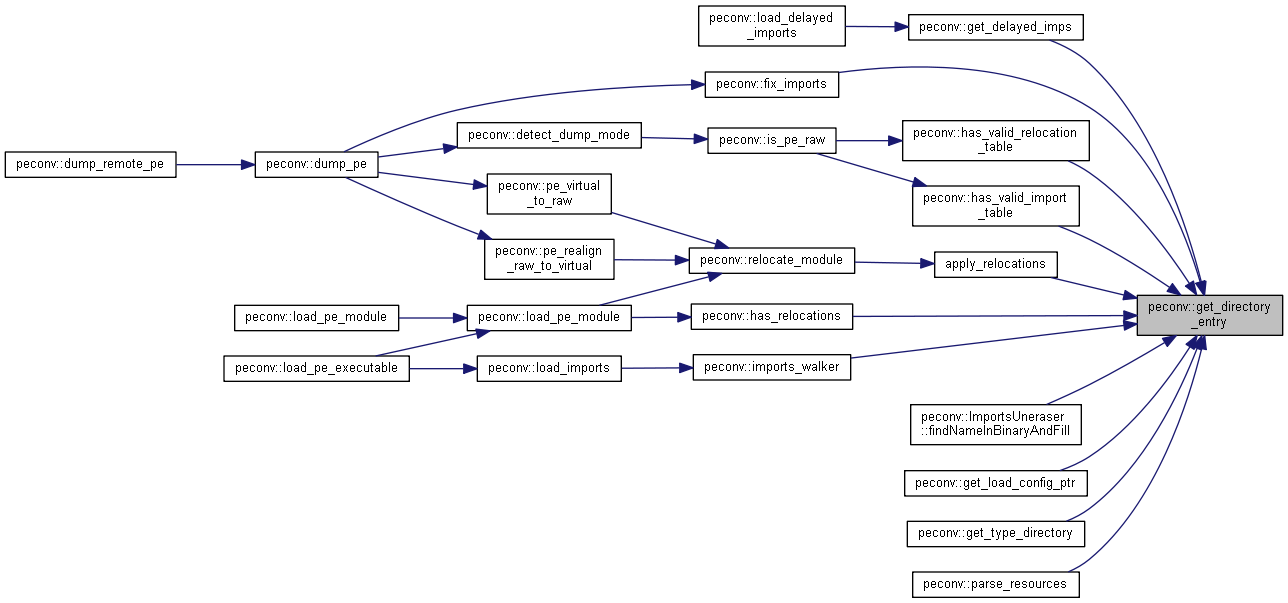 peconv::load_delayed
_imports
peconv::get_delayed_imps
peconv::fix_imports
peconv::detect_dump_mode
peconv::is_pe_raw
peconv::has_valid_relocation
_table
peconv::dump_remote_pe
peconv::dump_pe
peconv::pe_virtual
_to_raw
peconv::has_valid_import
_table
peconv::pe_realign
_raw_to_virtual
peconv::relocate_module
apply_relocations
peconv::get_directory
_entry
peconv::load_pe_module
peconv::load_pe_module
peconv::has_relocations
peconv::load_pe_executable
peconv::load_imports
peconv::imports_walker
peconv::ImportsUneraser
::findNameInBinaryAndFill
peconv::get_load_config_ptr
peconv::get_type_directory
peconv::parse_resources